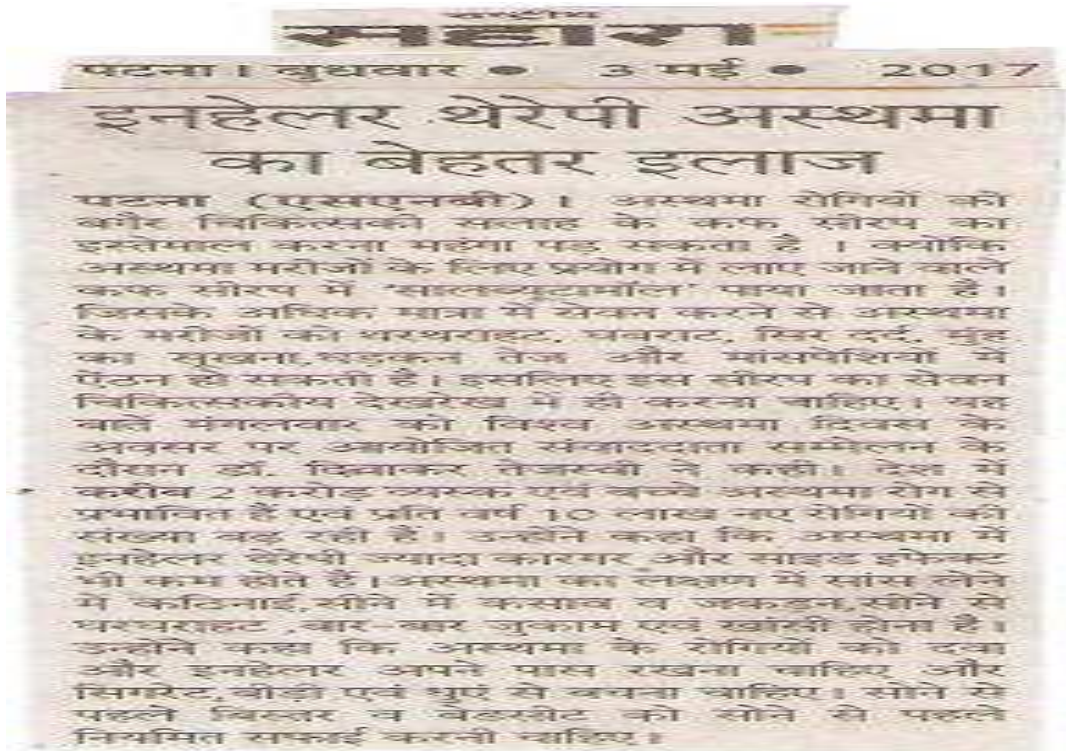 राष्ट्रीय
सहारा
पटना । बुधवार ● 3 मई ● 2017
इनहेलर थेरेपी अस्थमा
का बेहतर इलाज
पटना (एसएनबी) । अस्थमा रोगियों को
बगैर चिकित्सकी सलाह के कफ सीरप का
इस्तेमाल करना महंगा पड़ सकता है । क्योंकि
अस्थमा मरीजों के लिए प्रयोग में लाए जाने वाले
कफ सीरप में 'सालब्यूटामॉल' पाया जाता है।
जिसके अधिक मात्रा में सेवन करने से अस्थमा
के मरीजों को थरथराहट, घबराट, सिर दर्द, मुंह
का सूखना,धड़कन तेज और मांसपेशियों में
ऐंठन हो सकती है। इसलिए इस सीरप का सेवन
चिकित्सकीय देखरेख में ही करना चाहिए। यह
बातें मंगलवार को विश्व अस्थमा दिवस के
अवसर पर आयोजित संवाददाता सम्मेलन के
दौरान डॉ. दिवाकर तेजस्वी ने कही। देश में
करीब 2 करोड़ व्यस्क एवं बच्चे अस्थमा रोग से
प्रभावित हैं एवं प्रति वर्ष 10 लाख नए रोगियों की
संख्या बढ़ रही है। उन्होंने कहा कि अस्थमा में
इनहेलर थेरेपी ज्यादा कारगर और साइड इफेक्ट
भी कम होते हैं।अस्थमा का लक्षण में सांस लेने
में कठिनाई,सीने में कसाव व जकड़न,सीने से
घरघराहट ,बार- बार जुकाम एवं खांसी होना है।
उन्होंने कहा कि अस्थमा के रोगियों को दवा
और इनहेलर अपने पास रखना चाहिए और
सिगरेट,बीड़ी एवं धुएं से बचना चाहिए। सोने से
पहले बिस्तर व बेडसीट को सोने से पहले
नियमित सफाई करनी चाहिए।